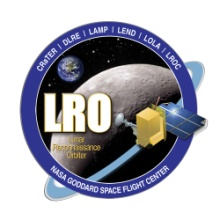 CRaTER | DLRE | LAMP | LEND | LOLA | LROC
LRO
Lunar
Reconnaissance
Orbiter
NASA GODDARD SPACE FLIGHT CENTER